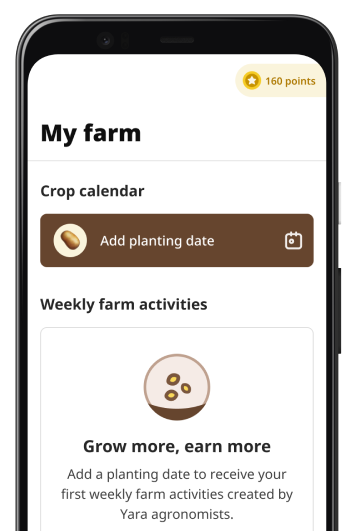 160 points
My farm
Crop calendar
Add planting date
Weekly farm activities
Grow more, earn more
Add a planting date to receive your
first weekly farm activities created by
Yara agronomists.